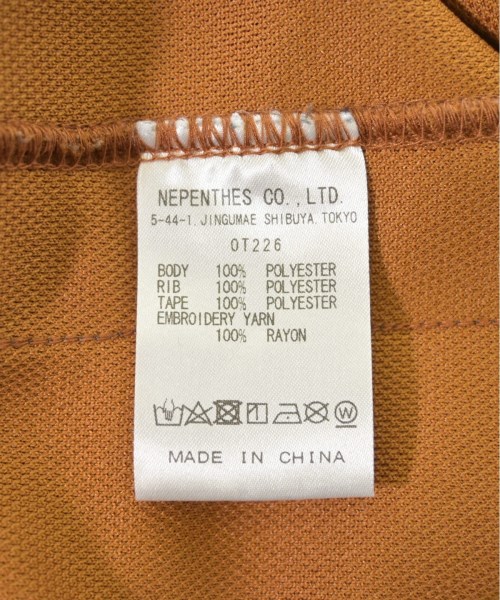 NEPENTHES CO.,LTD.
5-44-1. JINGUMAE SHIBUYA. TOKYO
OT226
BODY 100% POLYESTER
RIB 100% POLYESTER
TAPE 100% POLYESTER
EMBROIDERY YARN
100% RAYON
W
MADE IN CHINA